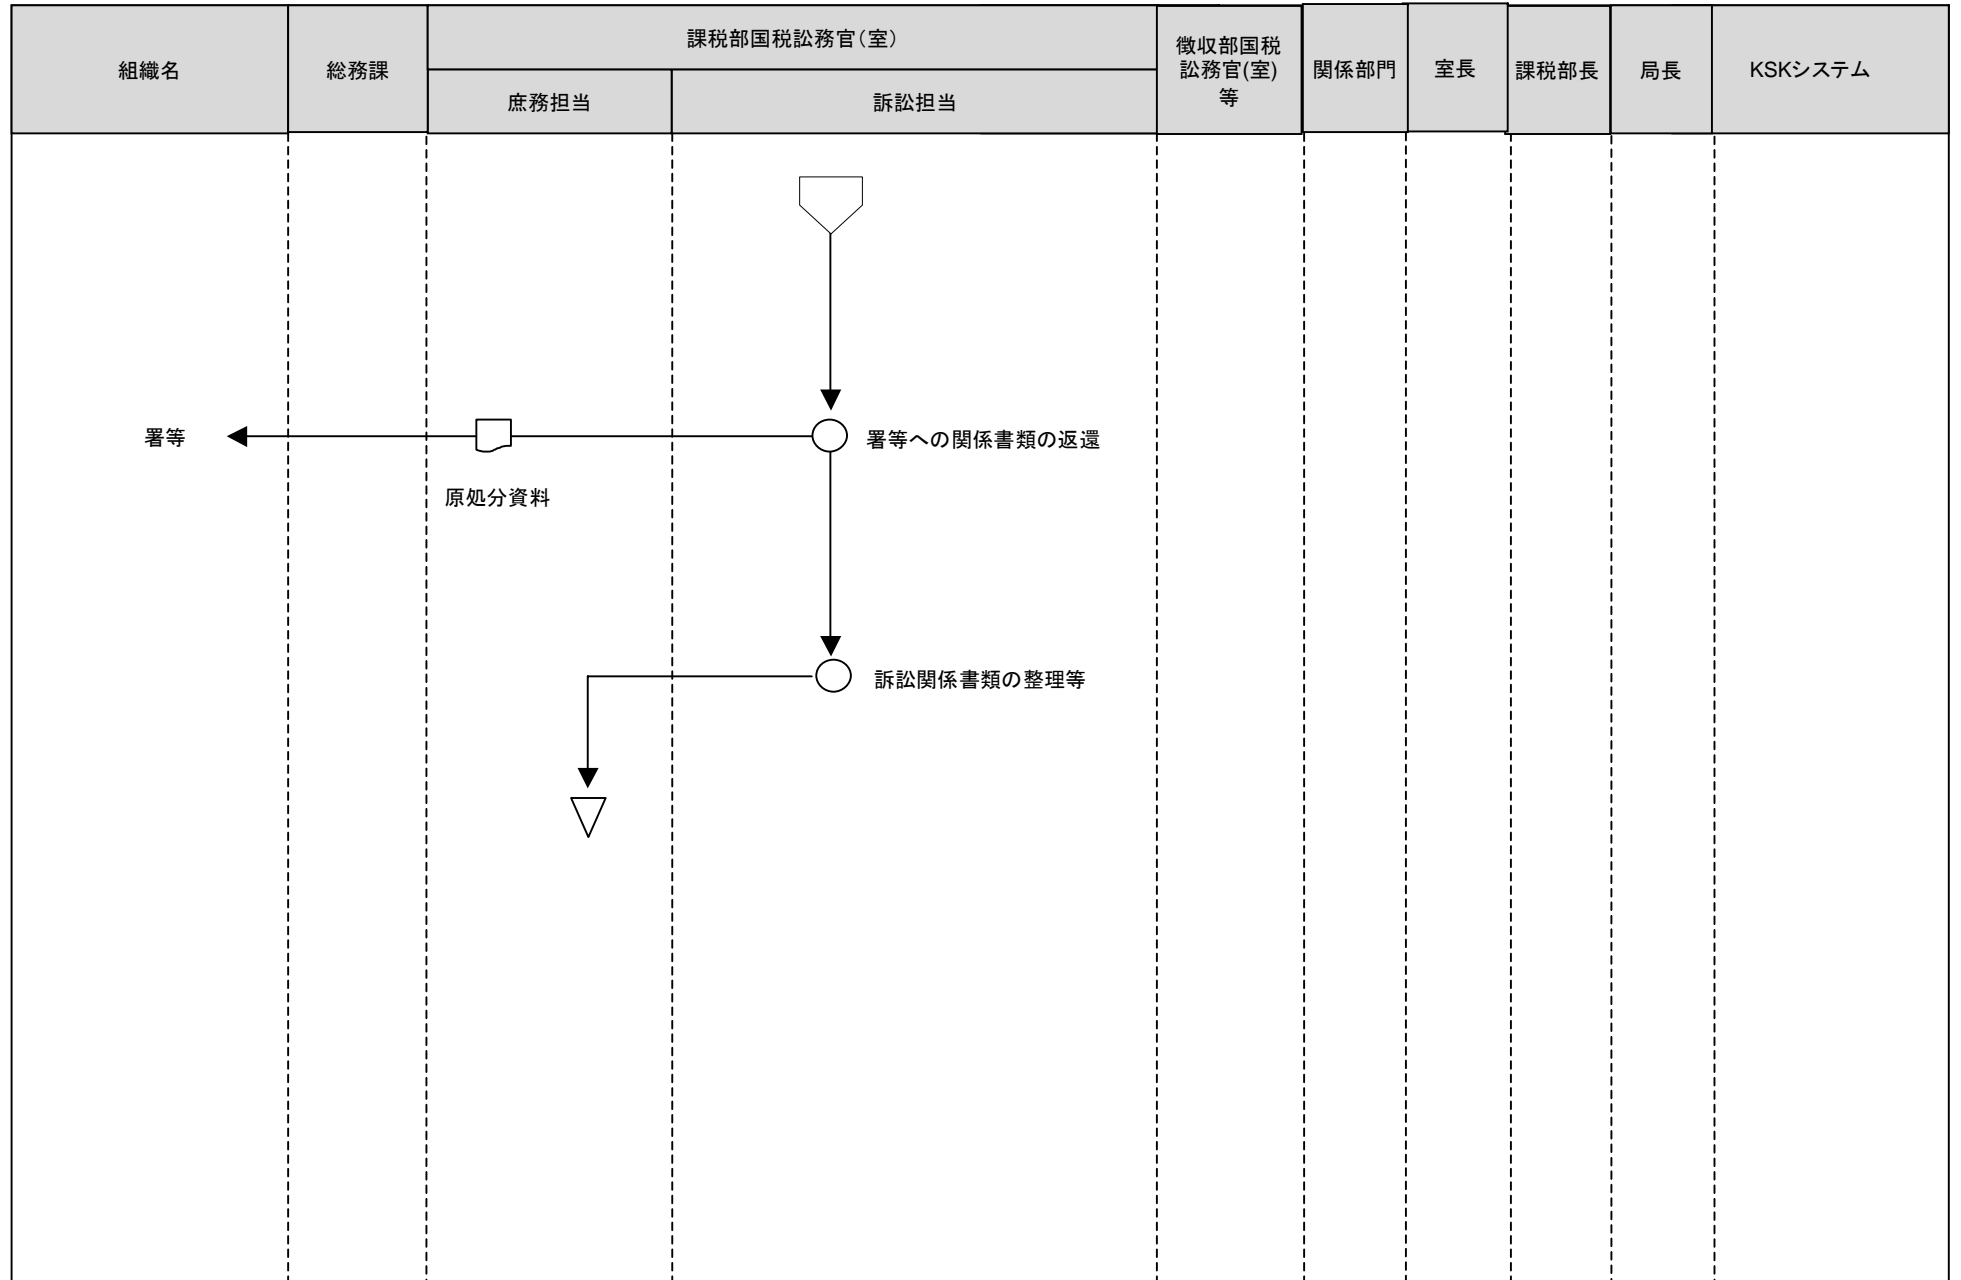 組織名
総務課
課税部国税訟務官（室）
庶務担当
訴訟担当
徴収部国税
訟務官(室)
等
関係部門
室長
課税部長
局長
KSKシステム
署等
署等への関係書類の返還
原処分資料
訴訟関係書類の整理等